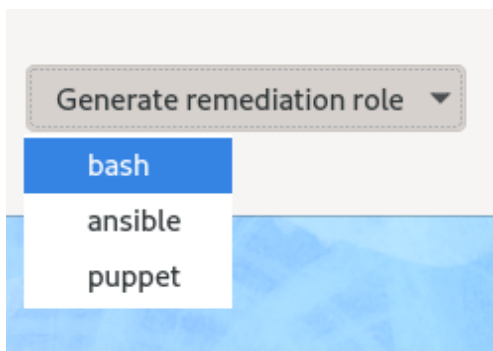 Generate remediation role
bash
ansible
puppet